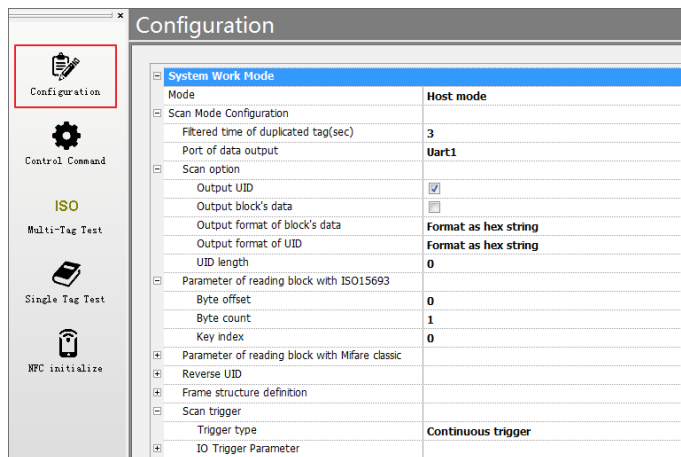 Configuration
Configuration
Control Command
ISO
Multi-Tag Test
Single Tag Test
NFC initialize
System Work Mode
Mode Host mode
Scan Mode Configuration
Filtered time of duplicated tag(sec) 3
Port of data output Uart1
Scan option
Output UID
Output block's data
Output format of block's data Format as hex string
Output format of UID Format as hex string
UID length 0
Parameter of reading block with ISO15693
Byte offset 0
Byte count 1
Key index 0
Parameter of reading block with Mifare classic
Reverse UID
Frame structure definition
Scan trigger
Trigger type Continuous trigger
IO Trigger Parameter